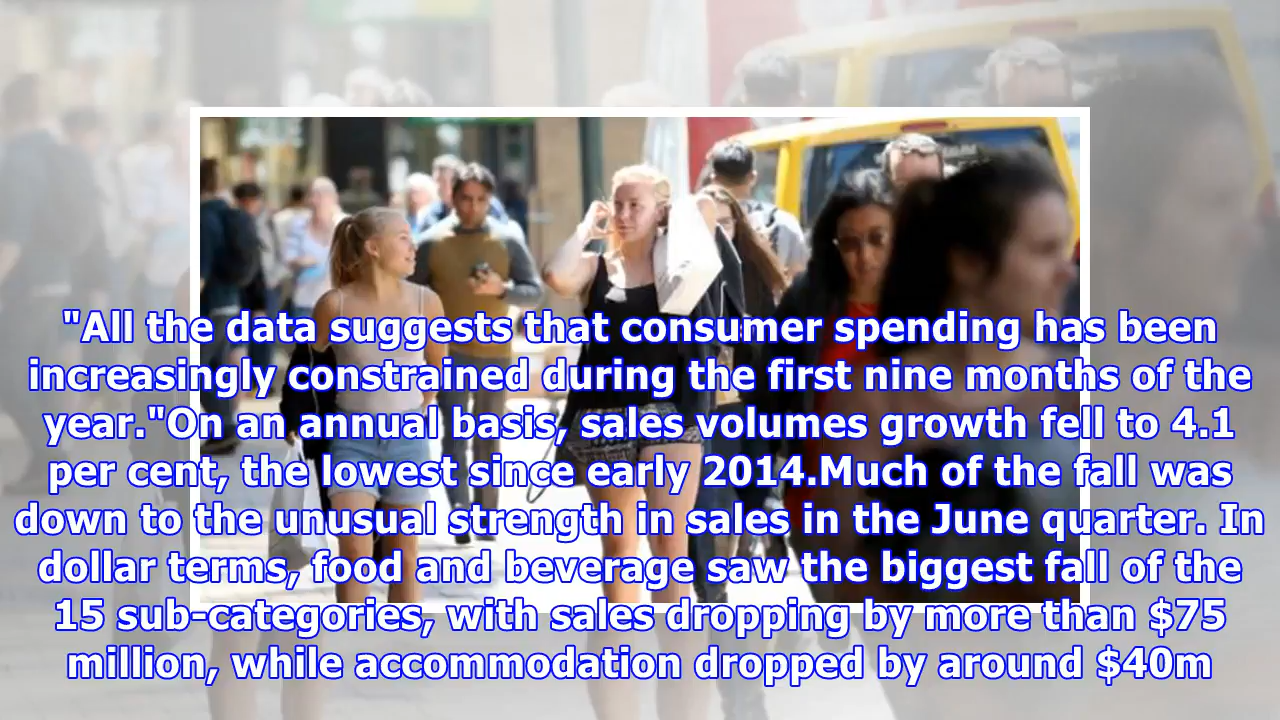 "All the data suggests that consumer spending has been
increasingly constrained during the first nine months of the
year."On an annual basis, sales volumes growth fell to 4.1
per cent, the lowest since early 2014.Much of the fall was
down to the unusual strength in sales in the June quarter. In
dollar terms, food and beverage saw the biggest fall of the
15 sub-categories, with sales dropping by more than $75
million, while accommodation dropped by around $40m